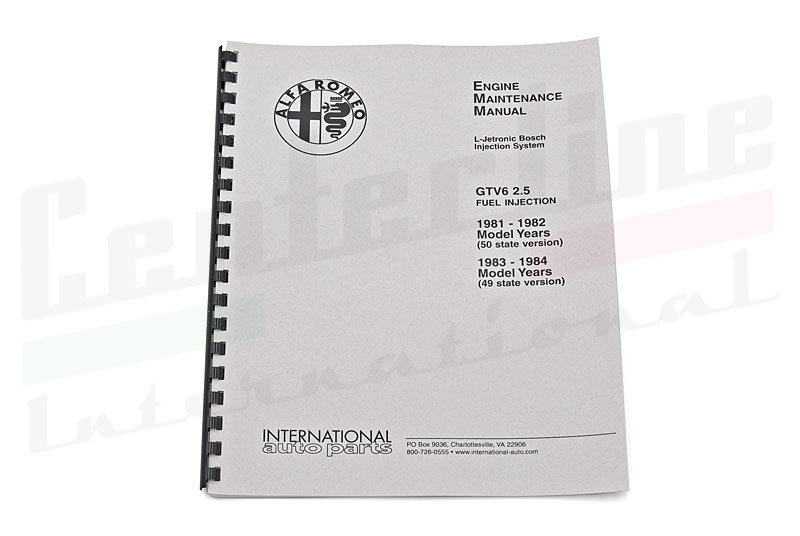 ALFA ROMEO
ENGINE
MAINTENANCE
MANUAL
L-Jetronic Bosch
Injection System
GTV6 2.5
FUEL INJECTION
1981 - 1982
Model Years
(50 state version)
1983 - 1984
Model Years
(49 state version)
INTERNATIONAL
auto parts
PO Box 9036, Charlottesville, VA 22906
800-726-0555 • www.international-auto.com
Centerline
International